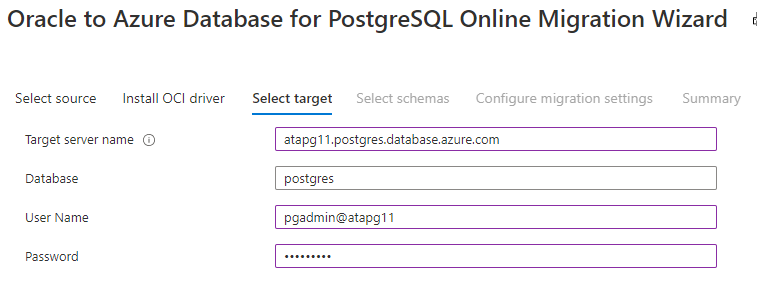 Oracle to Azure Database for PostgreSQL Online Migration Wizard
Select source Install OCI driver Select target Select schemas Configure migration settings Summary
Target server name atapg11.postgres.database.azure.com
Database postgres
User Name pgadmin@atapg11
Password •••••••••